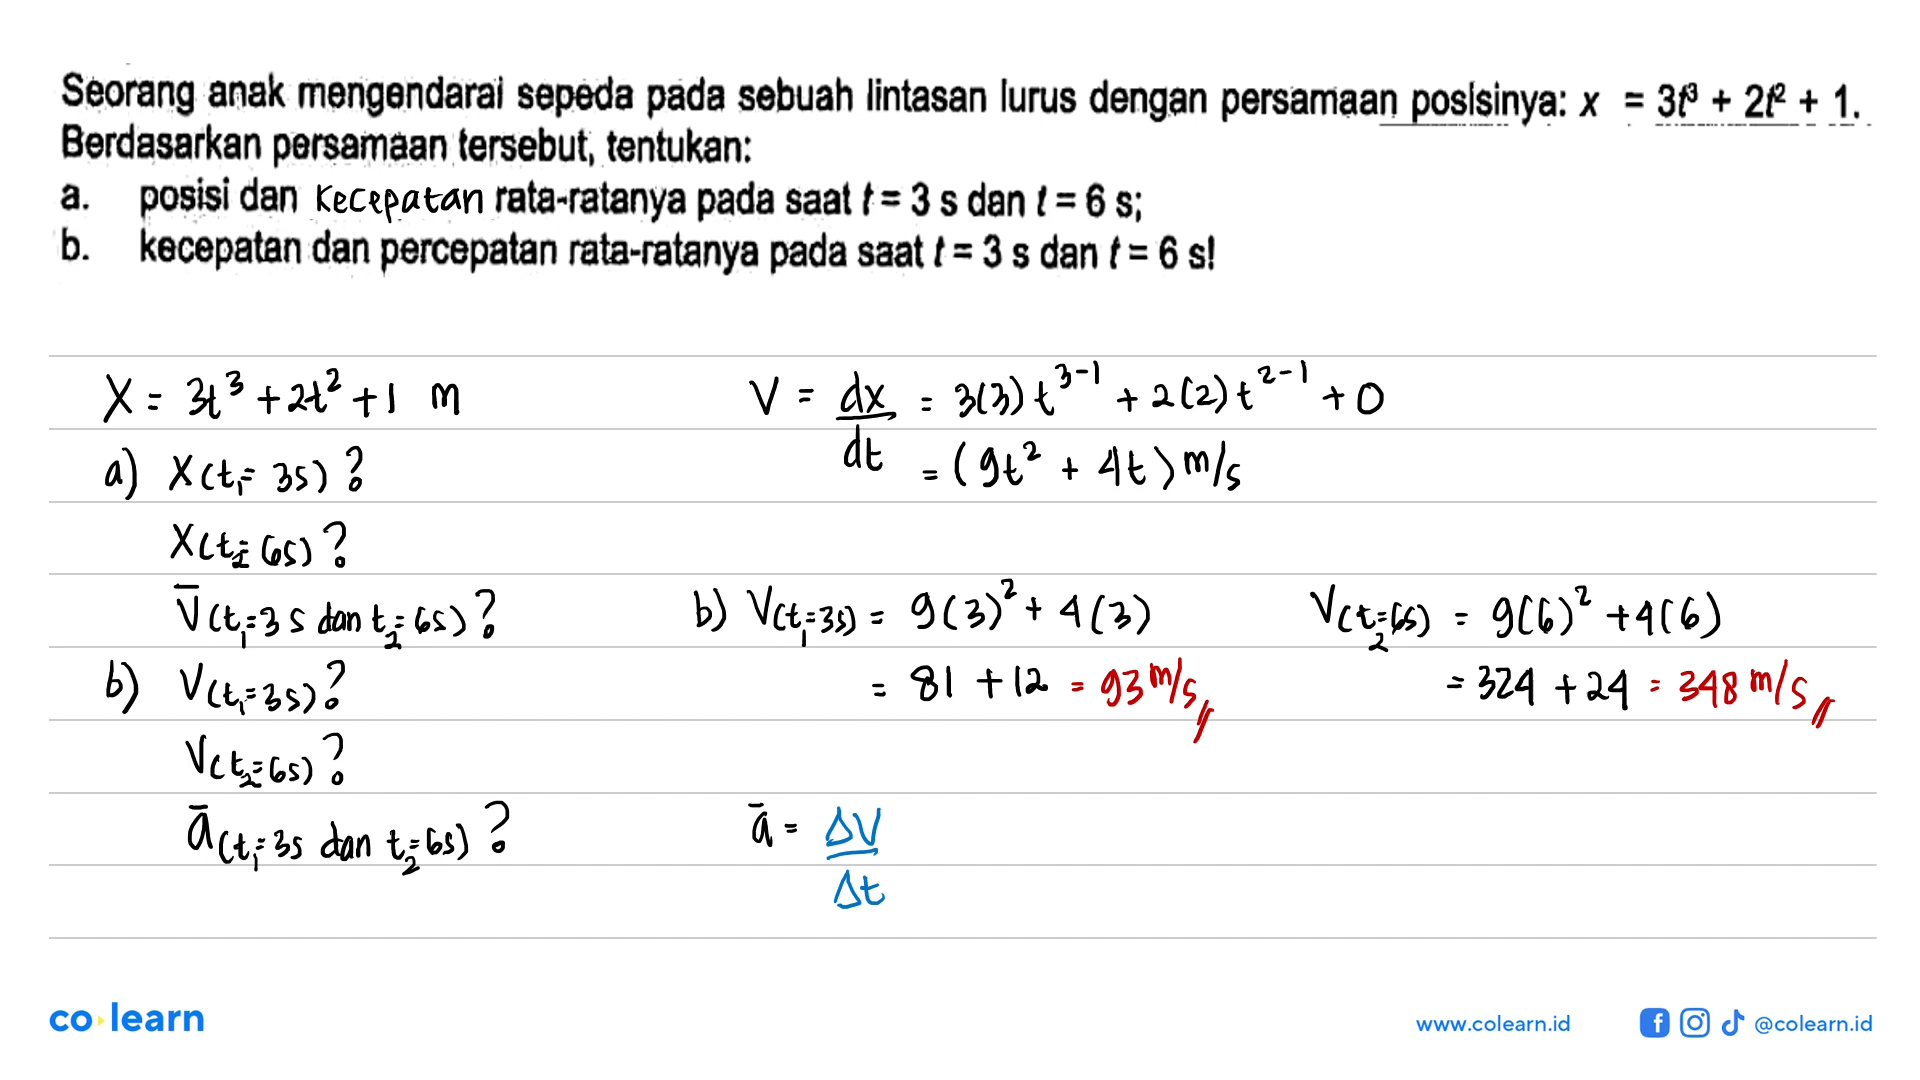 Seorang anak mengendarai sepeda pada sebuah lintasan lurus dengan persamaan posisinya: x = 3t³ + 2t² + 1.
Berdasarkan persamaan tersebut, tentukan:
a. posisi dan kecepatan rata-ratanya pada saat t = 3 s dan t = 6 s;
b. kecepatan dan percepatan rata-ratanya pada saat t = 3 s dan t = 6 s!
X = 3t³ + 2t² + 1 m
a) X(t₁ = 3s)?
X(t₂ = 6s)?
V̄(t₁ = 3s dan t₂ = 6s)?
b) V(t₁ = 3s)?
V(t₂ = 6s)?
ā(t₁ = 3s dan t₂ = 6s)?
V = dx/dt = 3(3)t³⁻¹ + 2(2)t²⁻¹ + 0
= (9t² + 4t) m/s
b) V(t₁ = 3s) = 9(3)² + 4(3)
= 81 + 12 = 93 m/s
V(t₂ = 6s) = 9(6)² + 4(6)
= 324 + 24 = 348 m/s
ā = ΔV/Δt
co learn
www.colearn.id
@colearn.id